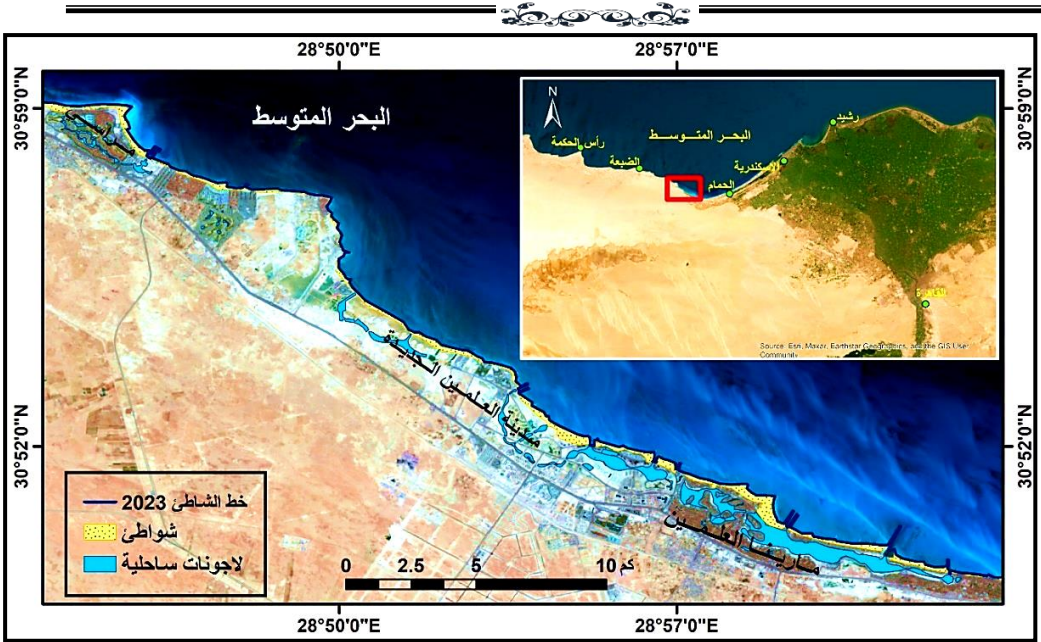 28°50'0"E
28°57'0"E
30°59'0"N
30°59'0"N
البحر المتوسط
N
رشيد
البحر المتـــوســـط
رأس الحكمة
الإسكندرية
الضبعة
الحمام
القاهرة
Source: Esri, Maxar, Earthstar Geographics, and the GIS User
Community
مدينة العلمين الجديدة
مارينا العلمين
30°52'0"N
30°52'0"N
خط الشاطئ 2023
شواطئ
لاجونات ساحلية
0 2.5 5 10 كم
28°50'0"E
28°57'0"E